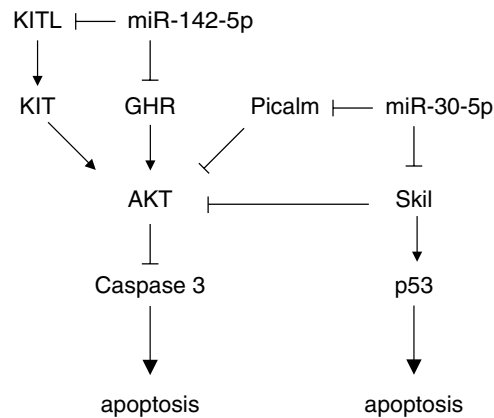 KITL miR-142-5p
KIT GHR Picalm miR-30-5p
AKT Skil
Caspase 3 p53
apoptosis apoptosis